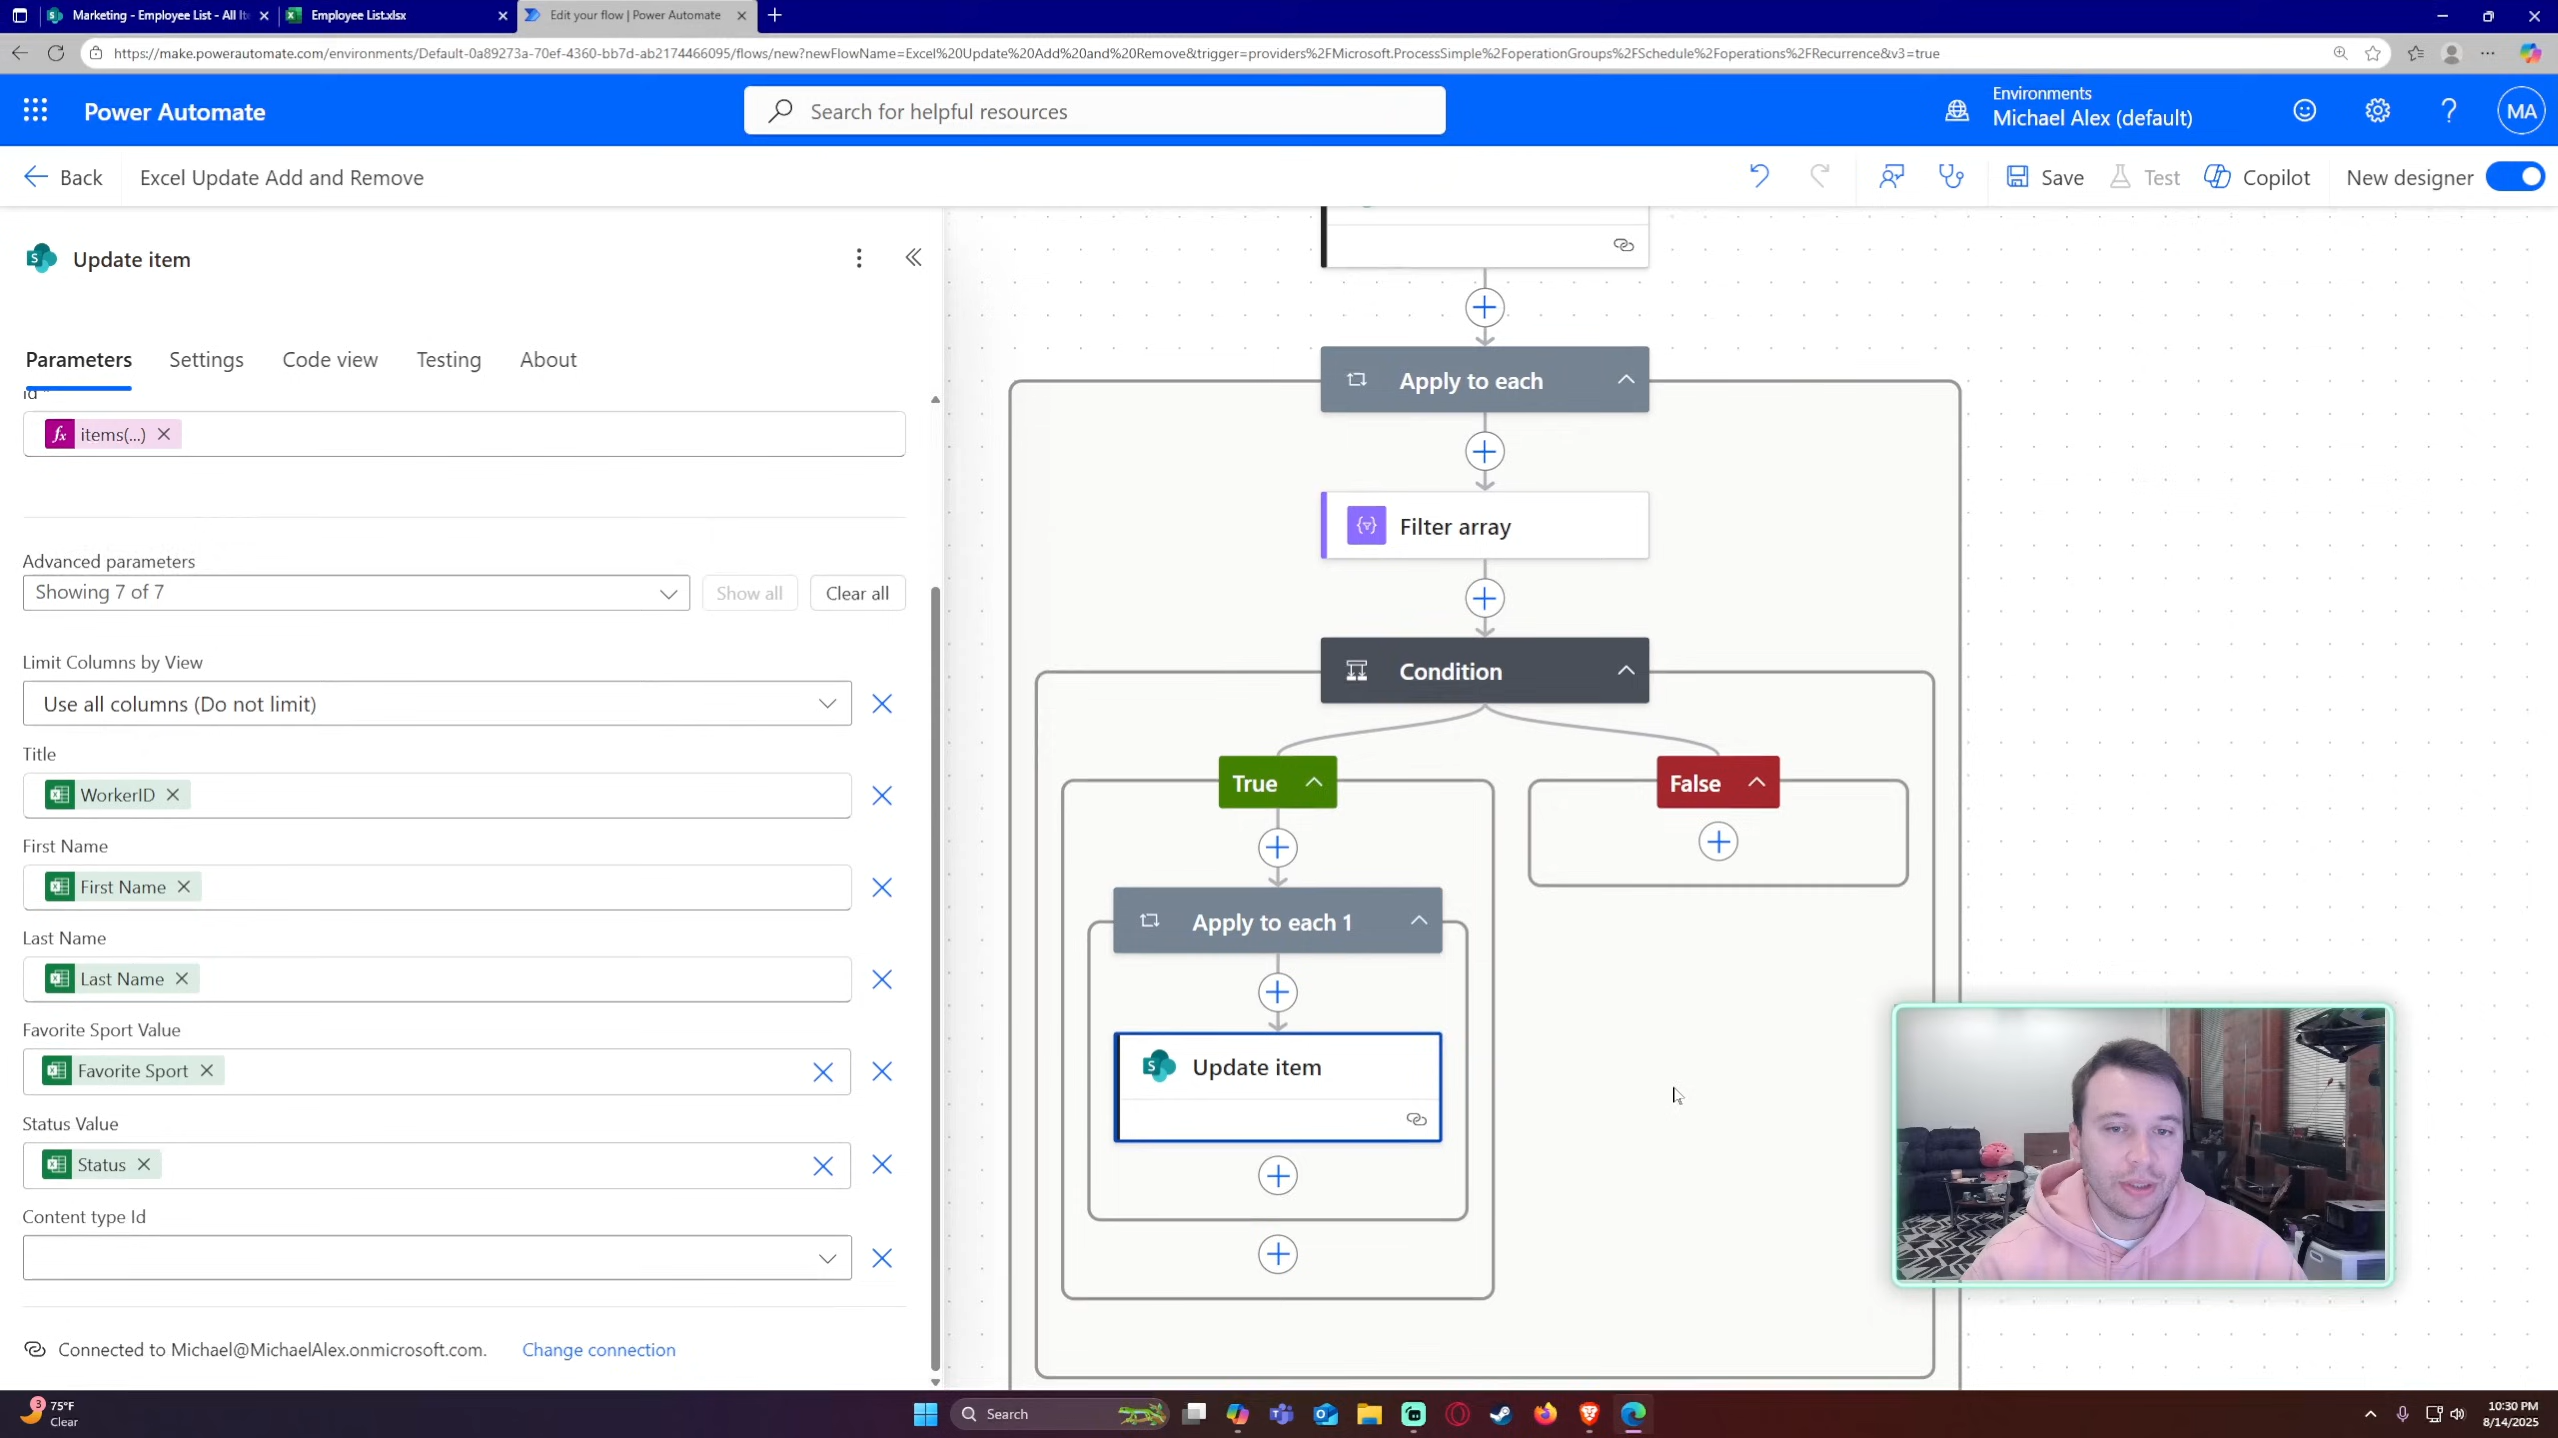 Marketing - Employee List - All It
Employee List.xlsx
Edit your flow | Power Automate
https://make.powerautomate.com/environments/Default-0a89273a-70ef-4360-bb7d-ab2174466095/flows/new?newFlowName=Excel%20Update%20Add%20and%20Remove&trigger=providers%2FMicrosoft.ProcessSimple%2FoperationGroups%2FSchedule%2Foperations%2FRecurrence&v3=true
Power Automate
Search for helpful resources
Environments
Michael Alex (default)
MA
Back
Excel Update Add and Remove
Save
Test
Copilot
New designer
Update item
Parameters
Settings
Code view
Testing
About
Id *
items(...)
Advanced parameters
Showing 7 of 7
Show all
Clear all
Limit Columns by View
Use all columns (Do not limit)
Title
WorkerID
First Name
First Name
Last Name
Last Name
Favorite Sport Value
Favorite Sport
Status Value
Status
Content type Id
Connected to Michael@MichaelAlex.onmicrosoft.com.
Change connection
Apply to each
Filter array
Condition
True
False
Apply to each 1
Update item
3
75°F
Clear
Search
10:30 PM
8/14/2025